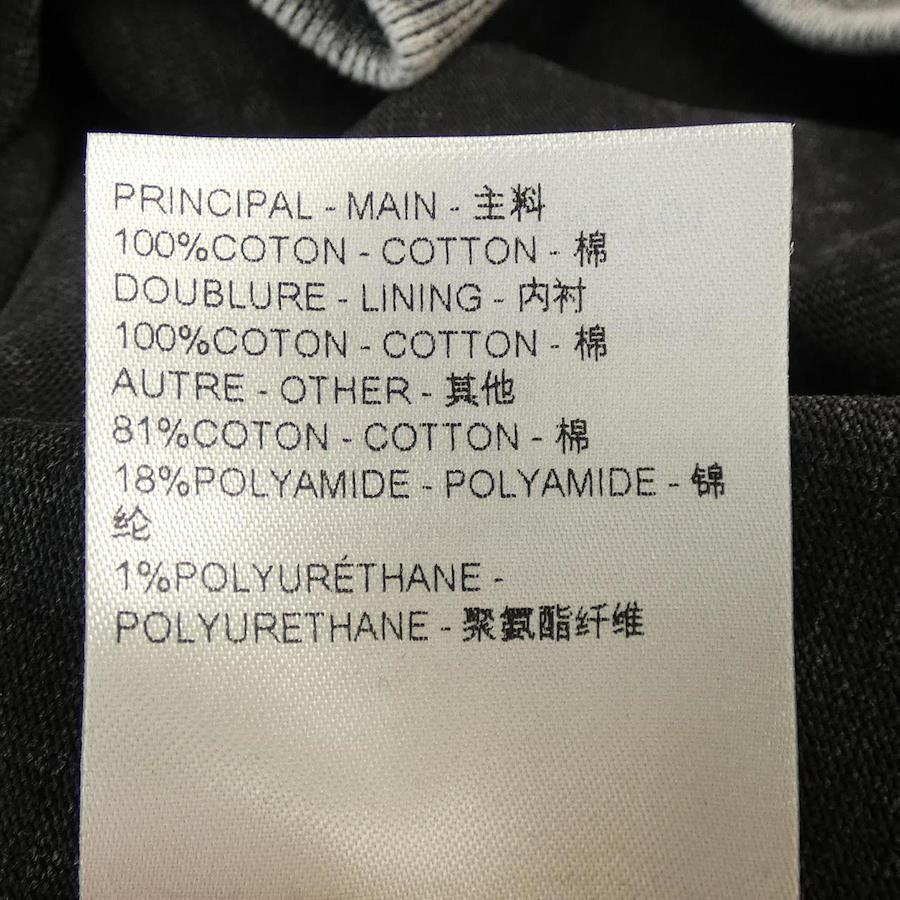 PRINCIPAL - MAIN - 主料
100%COTON - COTTON - 棉
DOUBLURE - LINING - 内衬
100%COTON - COTTON - 棉
AUTRE - OTHER - 其他
81%COTON - COTTON - 棉
18%POLYAMIDE - POLYAMIDE - 锦
纶
1%POLYURÉTHANE -
POLYURETHANE - 聚氨酯纤维